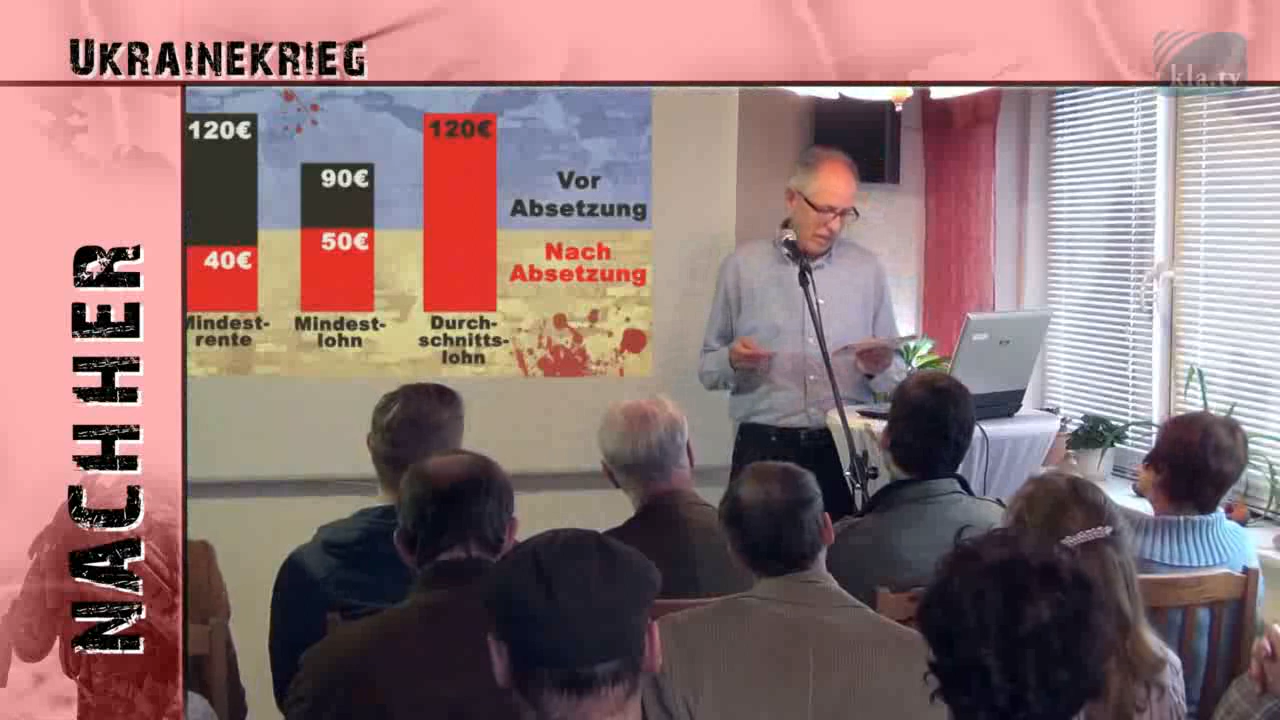 UKRAINEKRIEG
kla.tv
NACHHER
120€
90€
120€
40€
50€
Vor
Absetzung
Nach
Absetzung
Mindest-
rente
Mindest-
lohn
Durch-
schnitts-
lohn